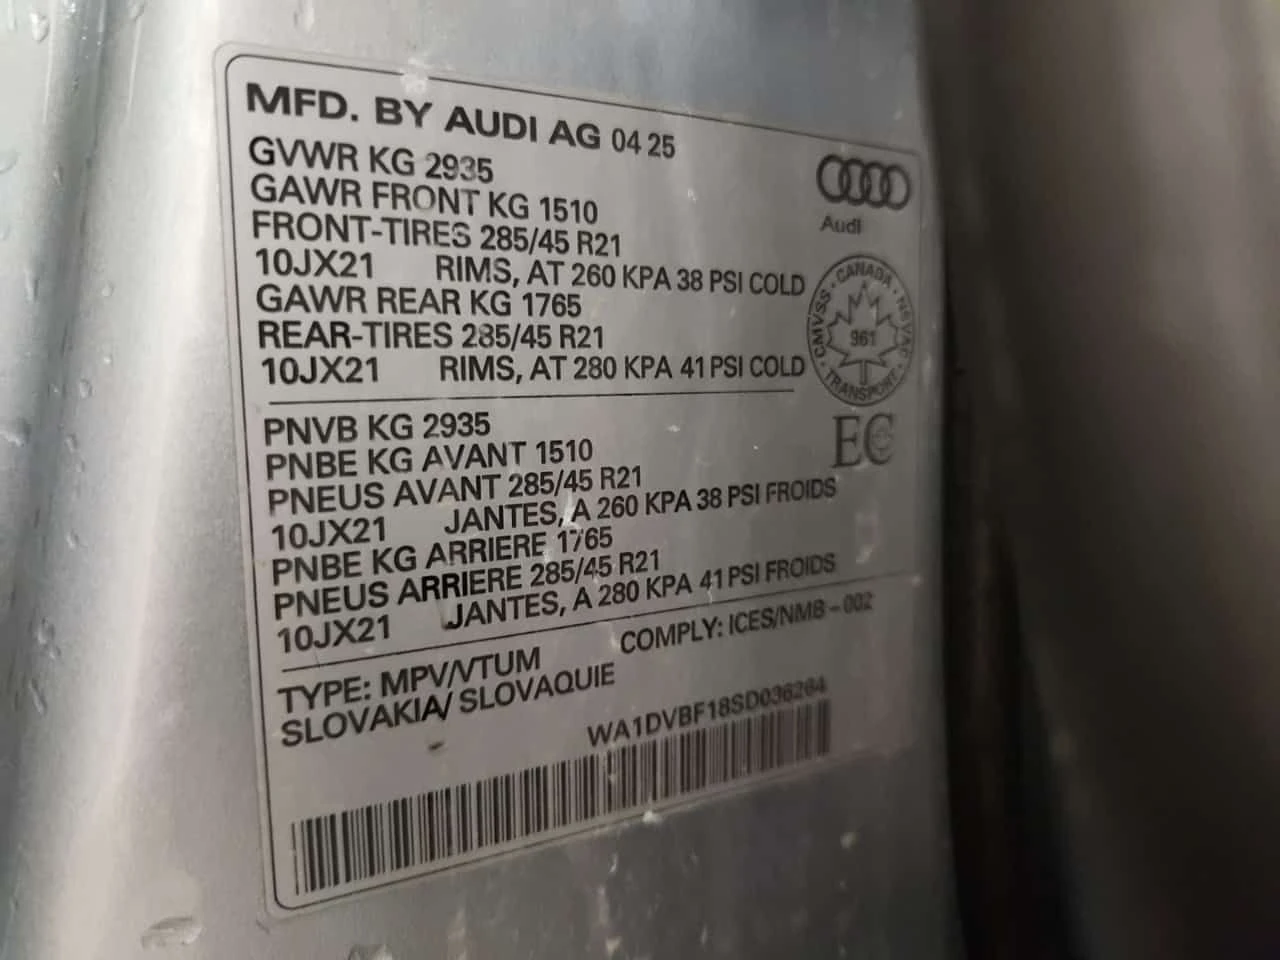 MFD. BY AUDI AG 04 25
GVWR KG 2935
GAWR FRONT KG 1510
FRONT-TIRES 285/45 R21
10JX21 RIMS, AT 260 KPA 38 PSI COLD
GAWR REAR KG 1765
REAR-TIRES 285/45 R21
10JX21 RIMS, AT 280 KPA 41 PSI COLD
Audi
CANADA · NSVAC · TRANSPORT · CMVSS
961
EC
PNVB KG 2935
PNBE KG AVANT 1510
PNEUS AVANT 285/45 R21
10JX21 JANTES, A 260 KPA 38 PSI FROIDS
PNBE KG ARRIERE 1765
PNEUS ARRIERE 285/45 R21
10JX21 JANTES, A 280 KPA 41 PSI FROIDS
TYPE: MPV/VTUM COMPLY: ICES/NMB-002
SLOVAKIA/ SLOVAQUIE
WA1DVBF18SD036264